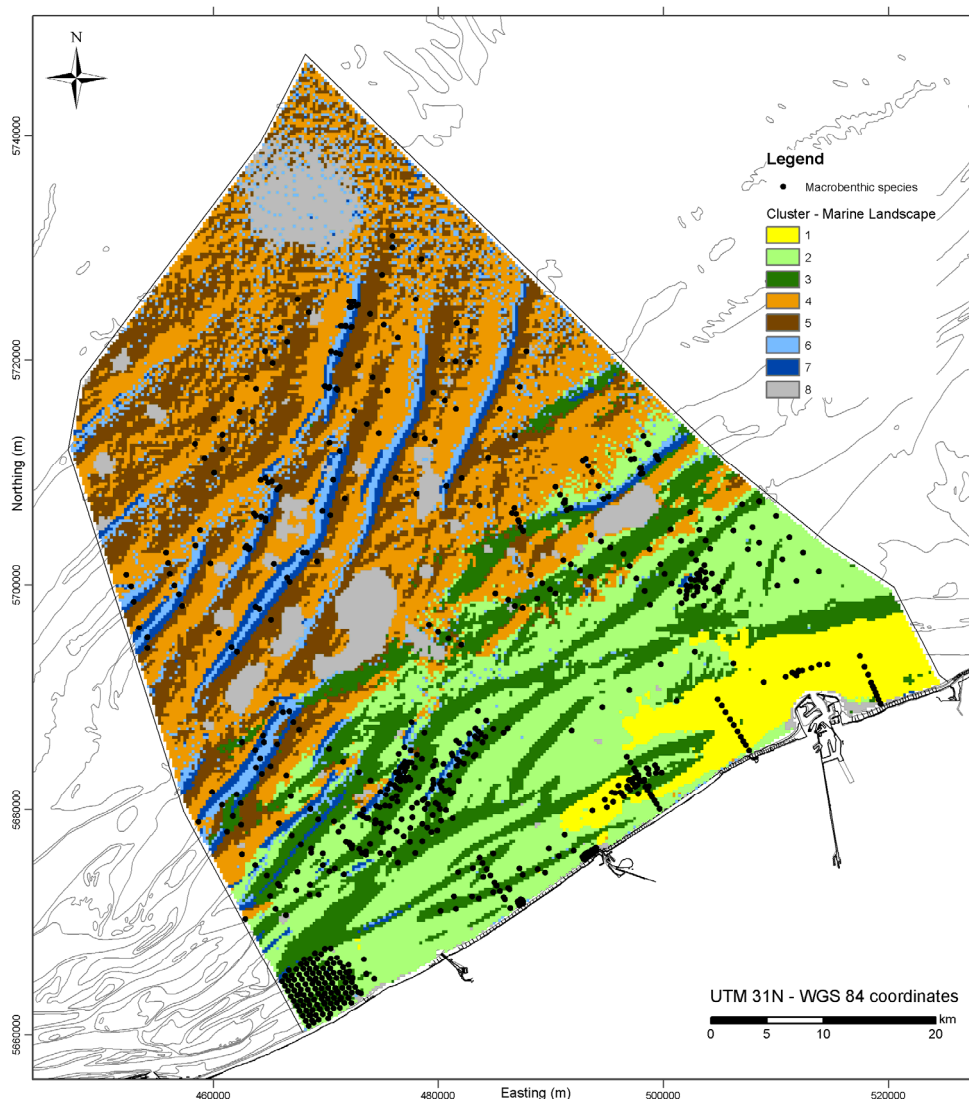 N
5740000
5720000
Northing (m)
5700000
5680000
5660000
Legend
Macrobenthic species
Cluster - Marine Landscape
1
2
3
4
5
6
7
8
UTM 31N - WGS 84 coordinates
km
0 5 10 20
460000 480000 Easting (m) 500000 520000